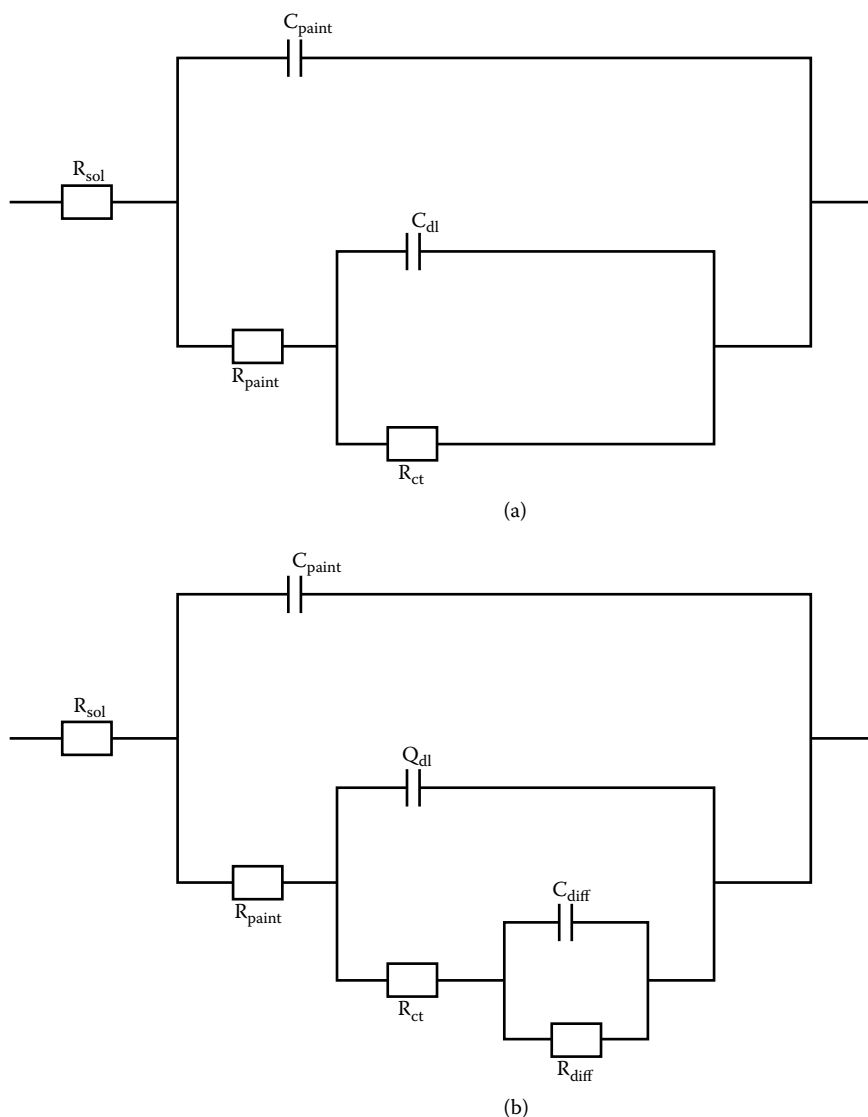 C_paint
R_sol
C_dl
R_paint
R_ct
(a)
C_paint
R_sol
Q_dl
R_paint
C_diff
R_ct
R_diff
(b)